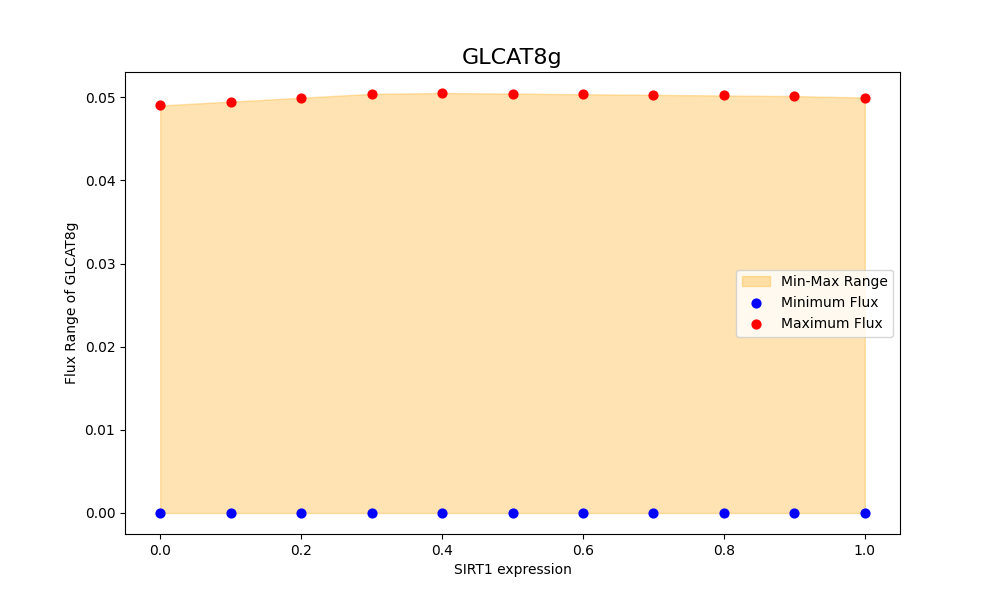 GLCAT8g
Flux Range of GLCAT8g
0.05
0.04
0.03
0.02
0.01
0.00
Min-Max Range
Minimum Flux
Maximum Flux
0.0 0.2 0.4 0.6 0.8 1.0
SIRT1 expression